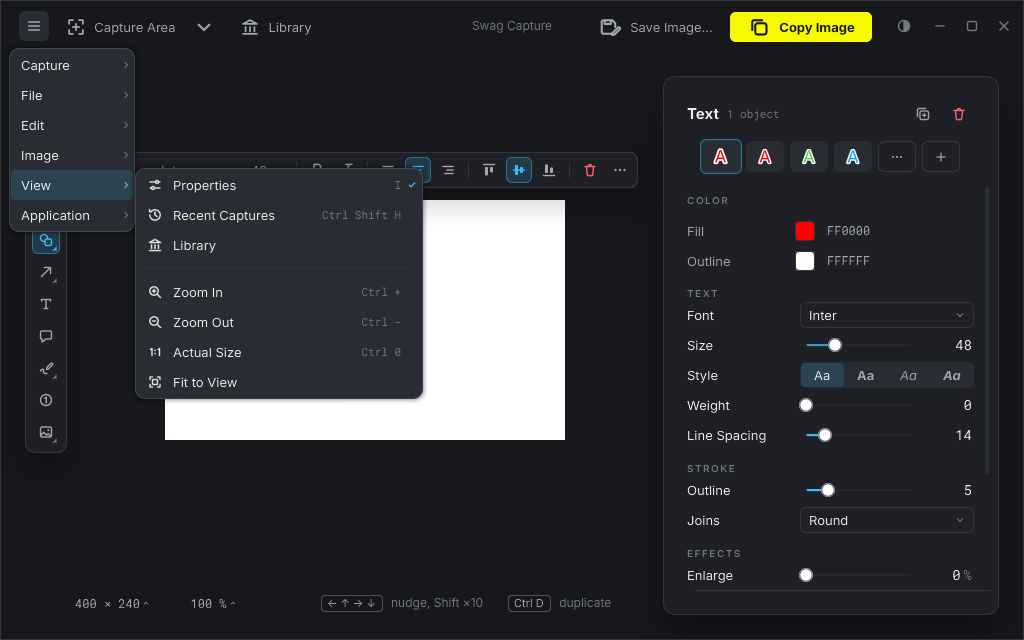 Capture Area
Library
Swag Capture
Save Image...
Copy Image
Capture
File
Edit
Image
View
Application
Properties I
Recent Captures Ctrl Shift H
Library
Zoom In Ctrl +
Zoom Out Ctrl -
1:1 Actual Size Ctrl 0
Fit to View
T
1
Text 1 object
A A A A ... +
COLOR
Fill FF0000
Outline FFFFFF
TEXT
Font Inter
Size 48
Style Aa Aa Aa Aa
Weight 0
Line Spacing 14
STROKE
Outline 5
Joins Round
EFFECTS
Enlarge 0 %
400 × 240
100 %
← ↑ → ↓ nudge, Shift ×10
Ctrl D duplicate